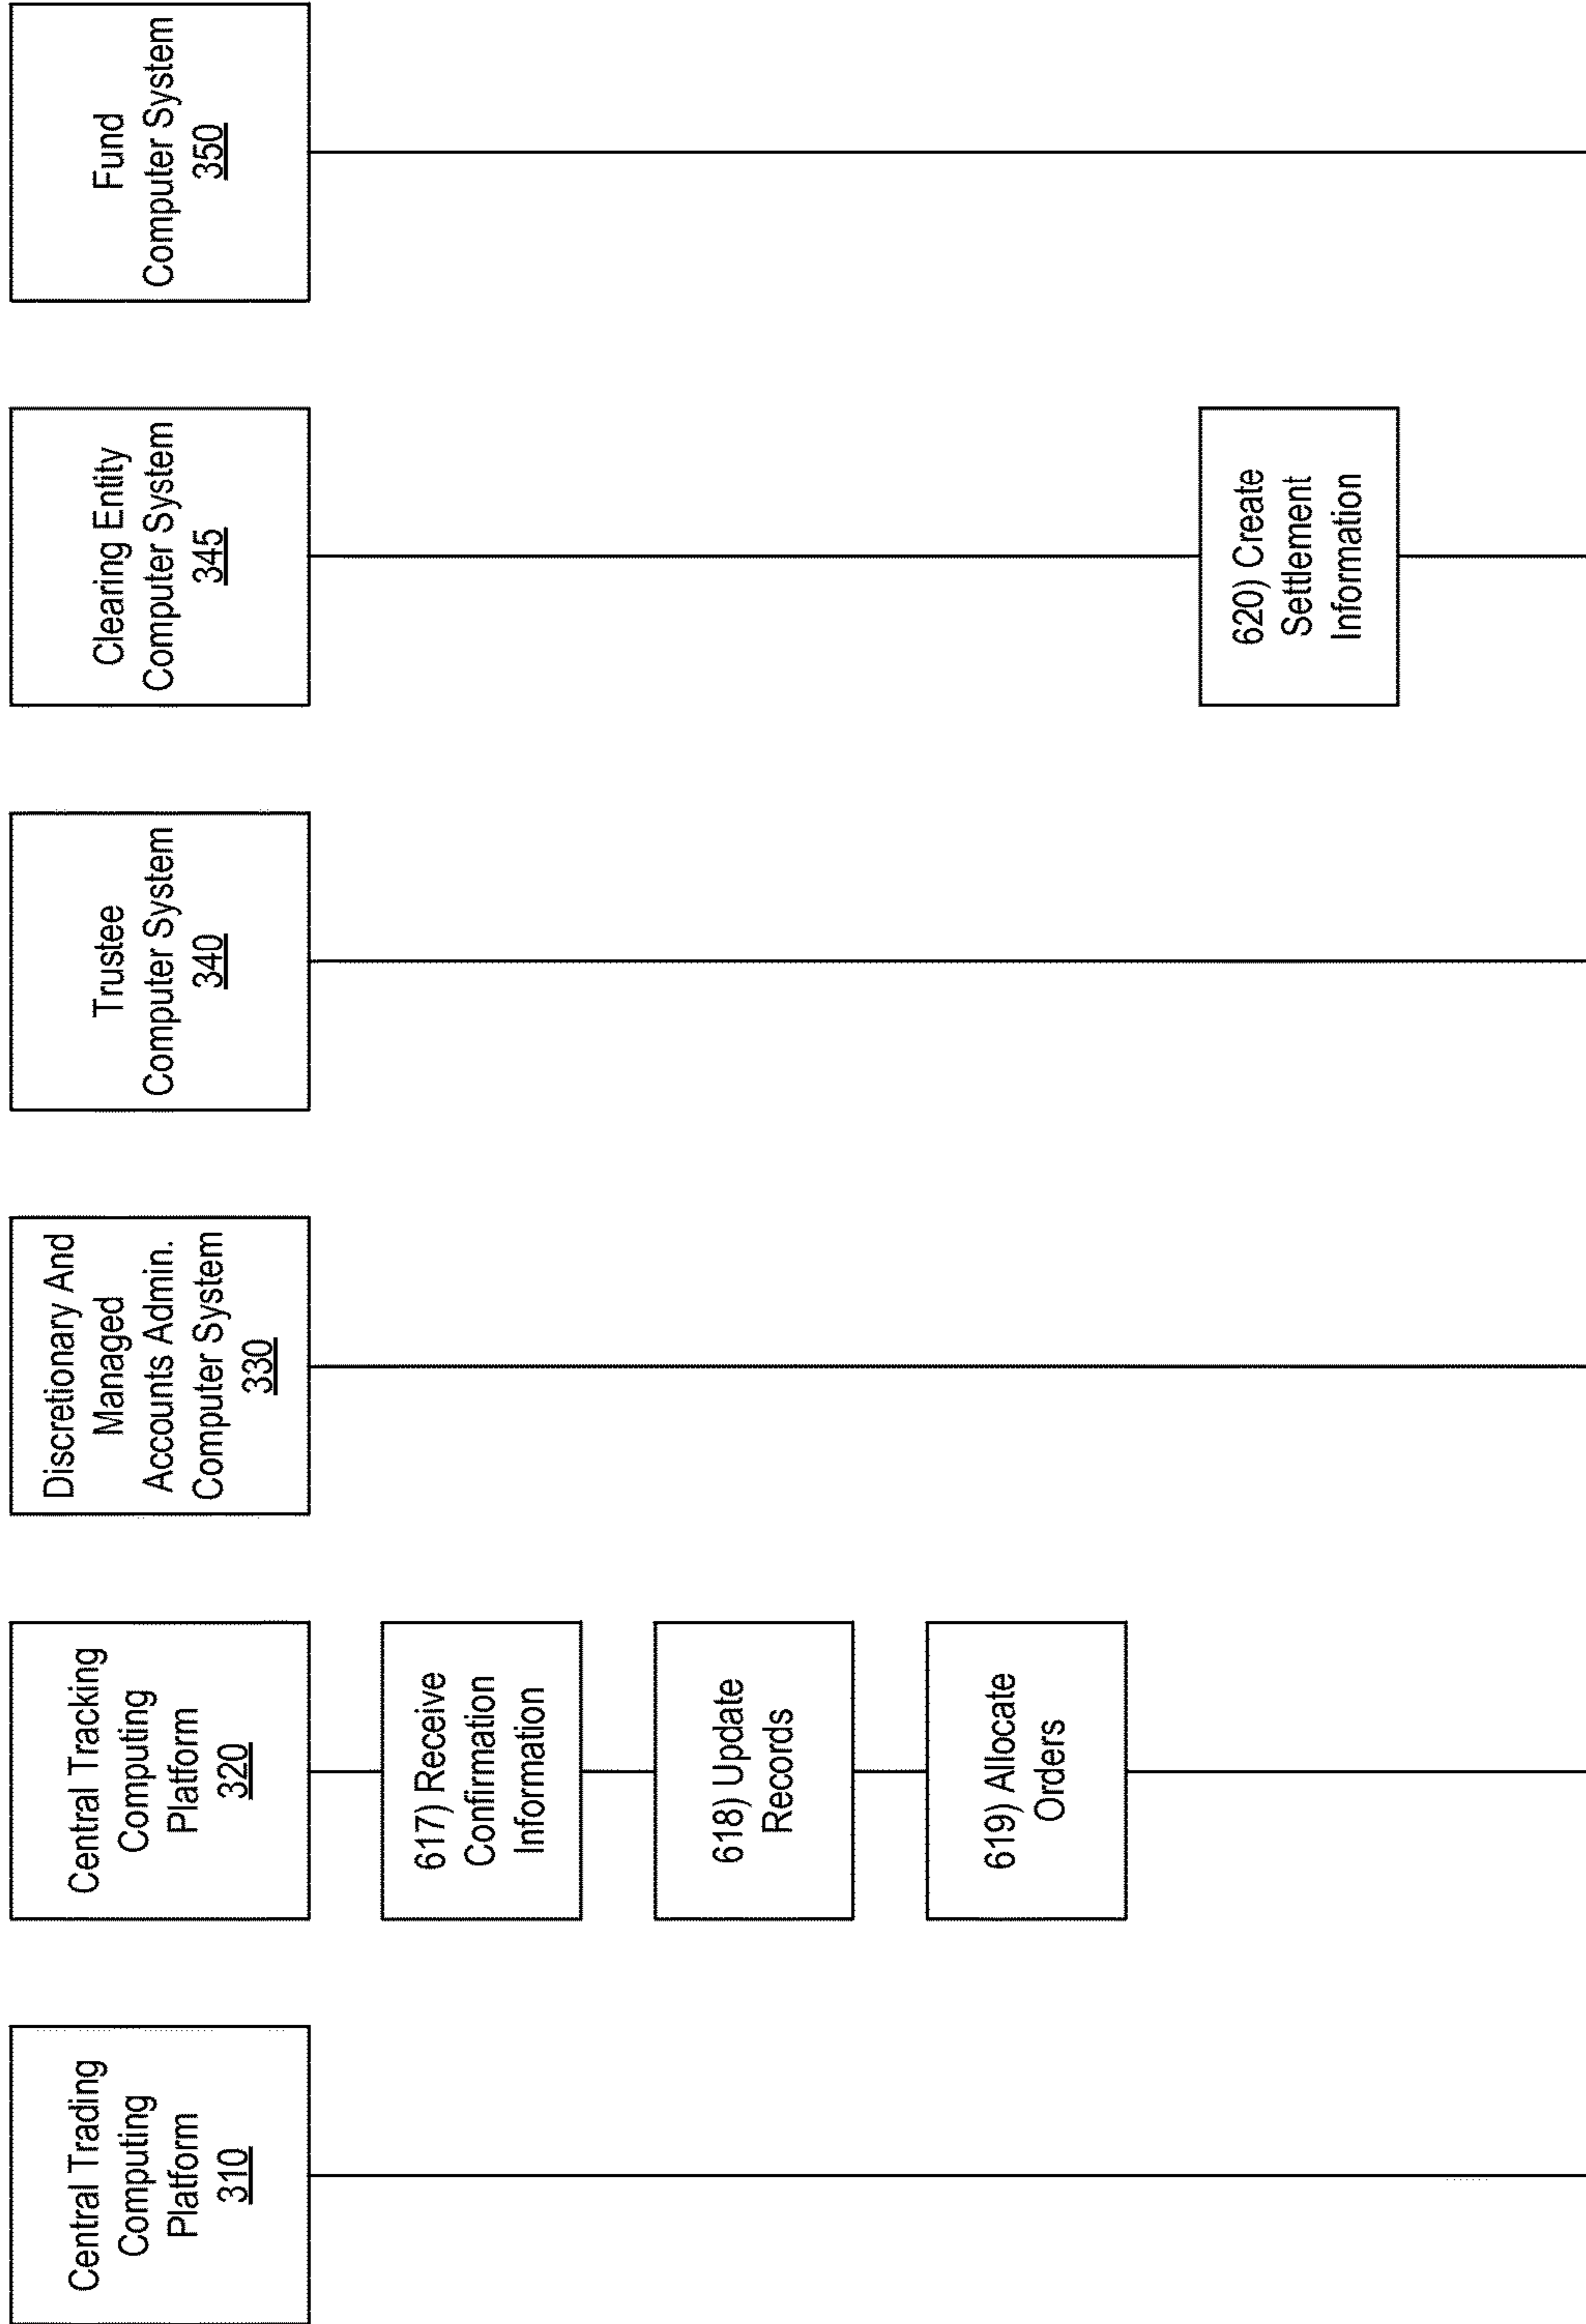 Central Trading
Computing
Platform
310
Central Tracking
Computing
Platform
320
Discretionary And
Managed
Accounts Admin.
Computer System
330
Trustee
Computer System
340
Clearing Entity
Computer System
345
Fund
Computer System
350
617) Receive
Confirmation
Information
618) Update
Records
619) Allocate
Orders
620) Create
Settlement
Information